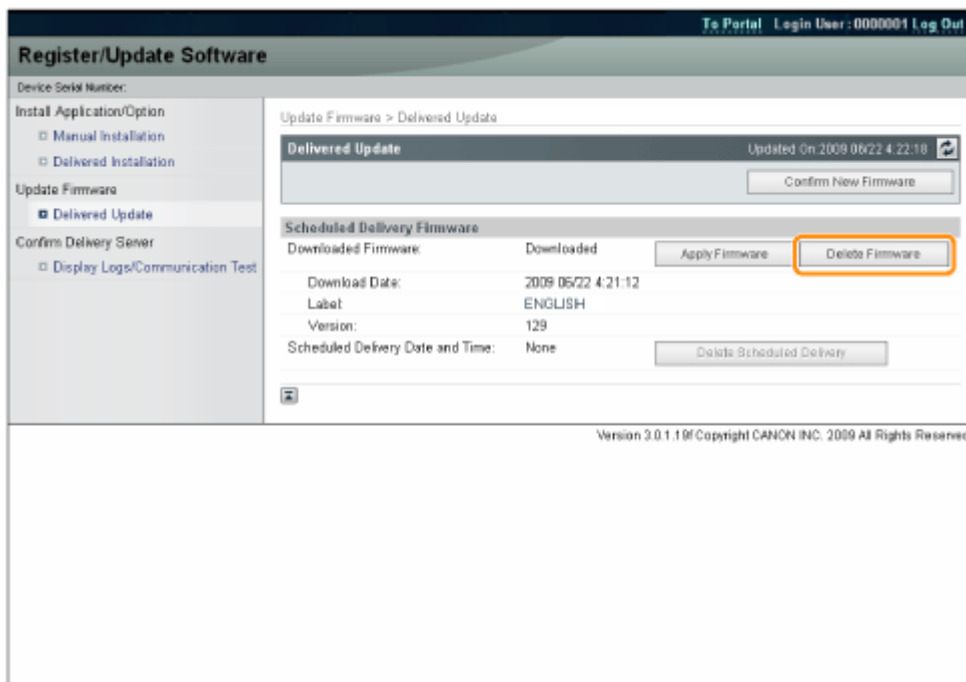 To Portal Login User : 0000001 Log Out
Register/Update Software
Device Serial Number:
Install Application/Option
Manual Installation
Delivered Installation
Update Firmware
Delivered Update
Confirm Delivery Server
Display Logs/Communication Test
Update Firmware > Delivered Update
Delivered Update Updated On:2009 06/22 4:22:18
Confirm New Firmware
Scheduled Delivery Firmware
Downloaded Firmware: Downloaded Apply Firmware Delete Firmware
Download Date: 2009 06/22 4:21:12
Label: ENGLISH
Version: 129
Scheduled Delivery Date and Time: None Delete Scheduled Delivery
Version 3.0.1.19f Copyright CANON INC. 2009 All Rights Reserved